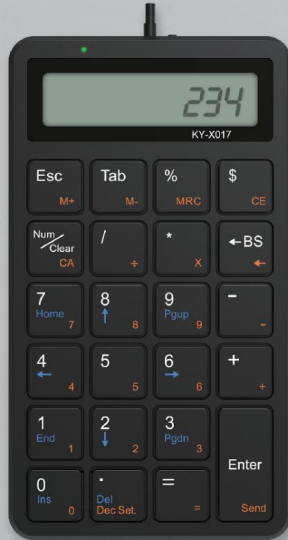 234
KY-X017
Esc Tab % $
M+ M- MRC CE
Num/Clear / * ←BS
CA ÷ X ←
7 8 9 -
Home 7 ↑ 8 Pgup 9 -
4 5 6 +
← 4 5 → 6 +
1 2 3
End 1 ↓ 2 Pgdn 3
Enter
0 . =
Ins 0 Del Dec Set. = Send